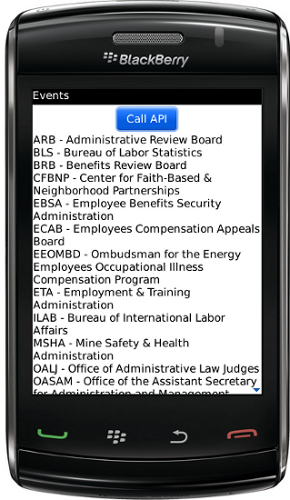 BlackBerry
Events
Call API
ARB - Administrative Review Board
BLS - Bureau of Labor Statistics
BRB - Benefits Review Board
CFBNP - Center for Faith-Based &
Neighborhood Partnerships
EBSA - Employee Benefits Security
Administration
ECAB - Employees Compensation Appeals
Board
EEOMBD - Ombudsman for the Energy
Employees Occupational Illness
Compensation Program
ETA - Employment & Training
Administration
ILAB - Bureau of International Labor
Affairs
MSHA - Mine Safety & Health
Administration
OALJ - Office of Administrative Law Judges
OASAM - Office of the Assistant Secretary
for Administration and Management